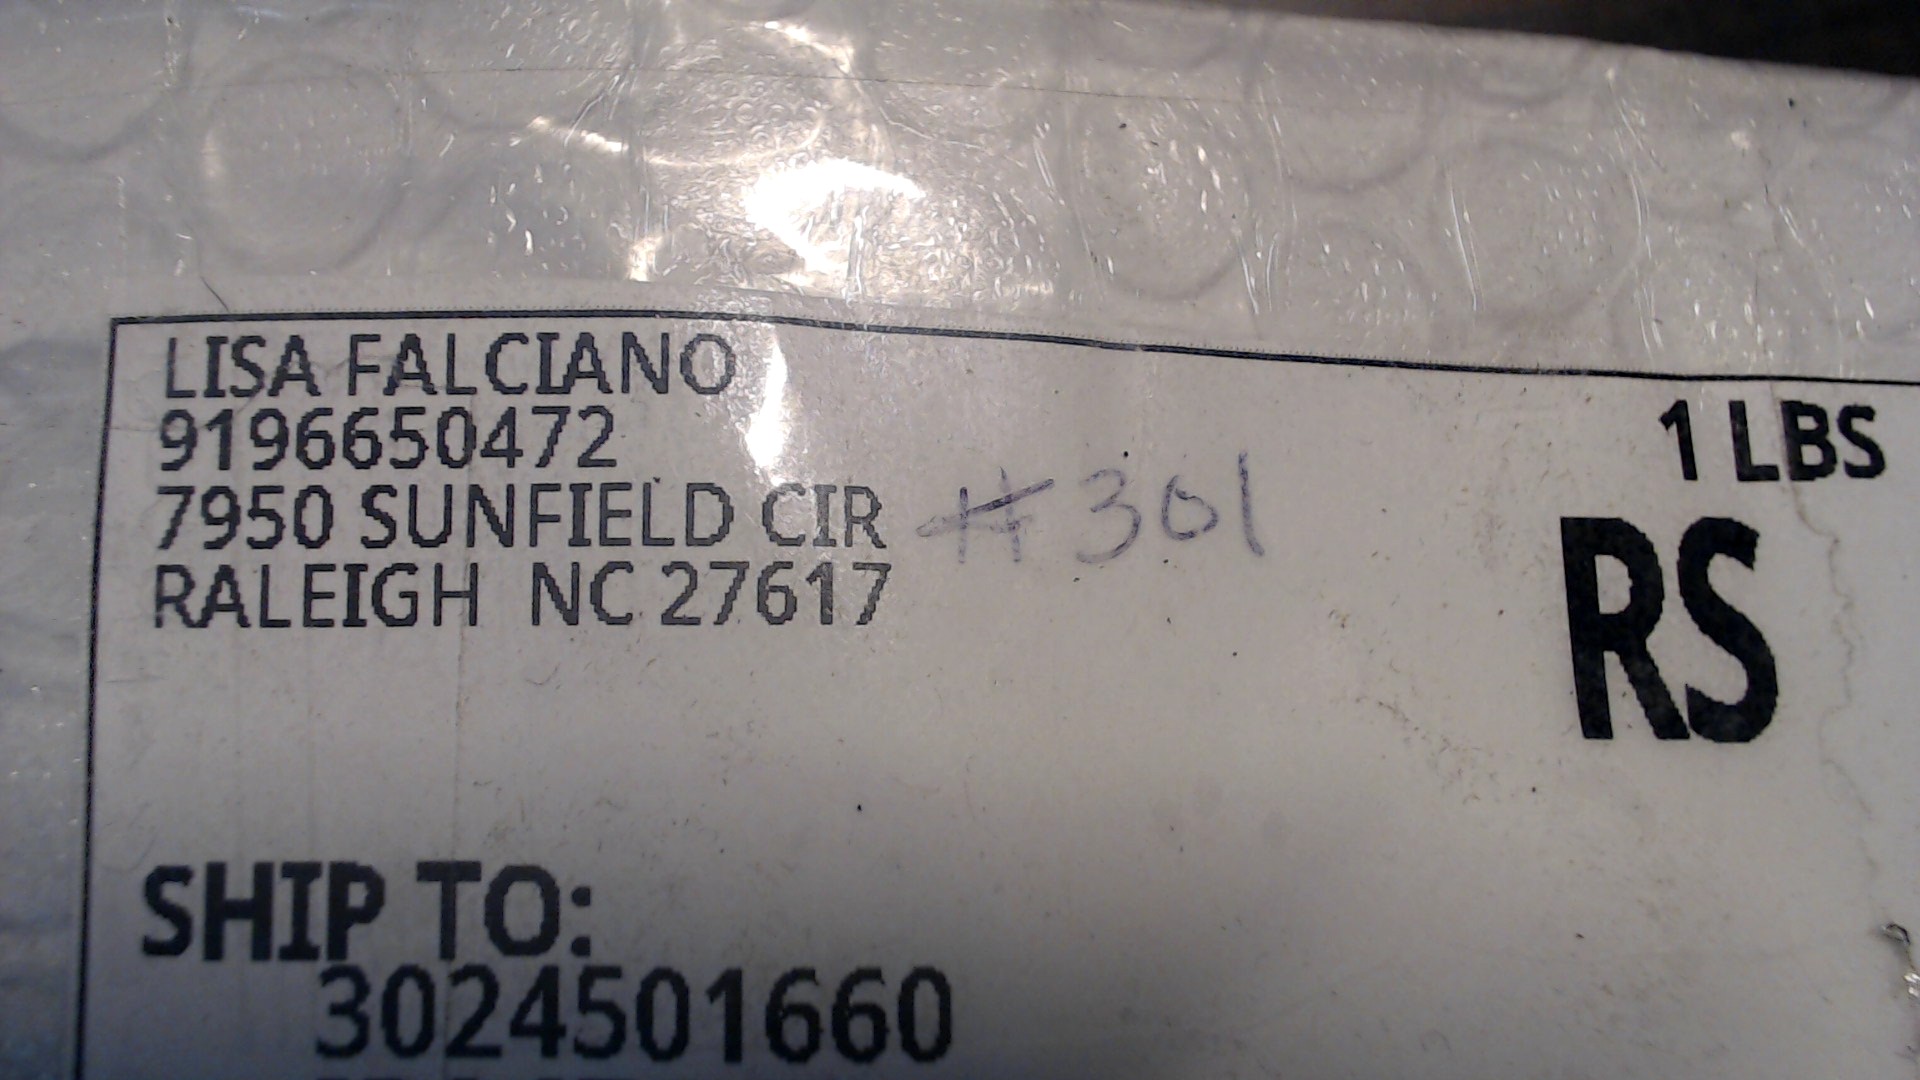 LISA FALCIANO
9196650472
7950 SUNFIELD CIR #301
RALEIGH NC 27617
1 LBS
RS
SHIP TO:
3024501660